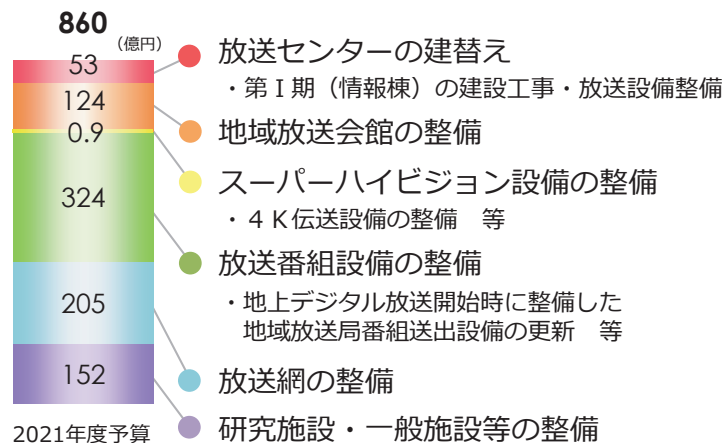 860
（億円）
53
124
0.9
324
205
152
2021年度予算
放送センターの建替え
・第Ⅰ期（情報棟）の建設工事・放送設備整備
地域放送会館の整備
スーパーハイビジョン設備の整備
・４Ｋ伝送設備の整備　等
放送番組設備の整備
・地上デジタル放送開始時に整備した
地域放送局番組送出設備の更新　等
放送網の整備
研究施設・一般施設等の整備